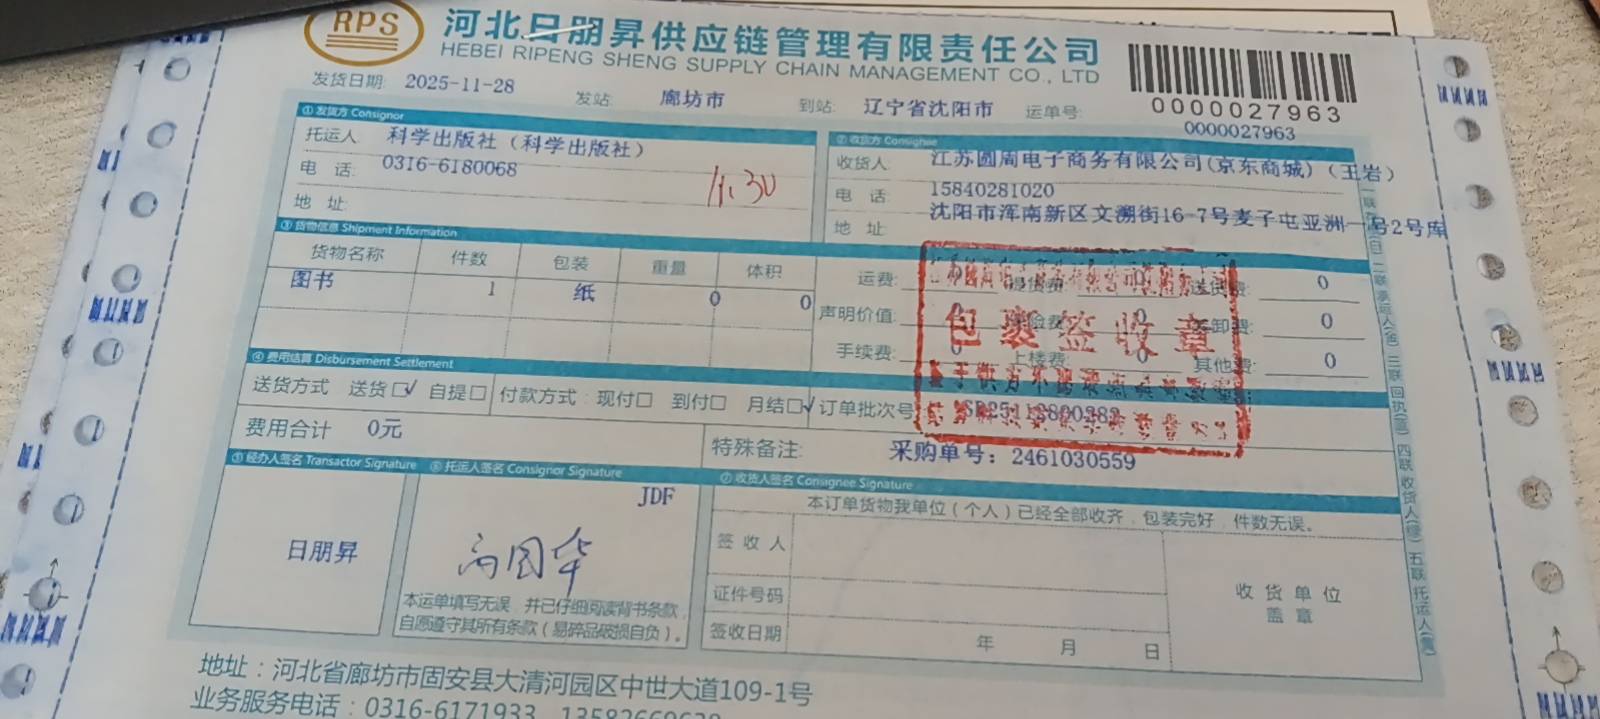 RPS
河北日朋昇供应链管理有限责任公司
HEBEI RIPENG SHENG SUPPLY CHAIN MANAGEMENT CO., LTD
0000027963
发货日期: 2025-11-28 发站: 廊坊市 到站: 辽宁省沈阳市 运单号: 0000027963
①发货方 Consignor ②收货方 Consighee
托运人 科学出版社（科学出版社） 收货人: 江苏圆周电子商务有限公司(京东商城)（王岩）
电 话: 0316-6180068 11.30 电 话 15840281020
地 址: 地 址 沈阳市浑南新区文溯街16-7号麦子屯亚洲一号2号库
③货物信息 Shipment Information
货物名称 件数 包装 重量 体积 运费: 0
图书 1 纸 0 0 声明价值: 0
手续费: 上楼费: 其他费: 0
包裹签收章
④费用结算 Disbursement Settlement
送货方式 送货☑ 自提□ 付款方式: 现付□ 到付□ 月结☑ 订单批次号
费用合计 0元 特殊备注: 采购单号: 2461030559
⑤经办人签名 Transactor Signature ⑥托运人签名 Consignor Signature ⑦收货人签名 Consignee Signature
JDF
本订单货物我单位（个人）已经全部收齐，包装完好，件数无误。
日朋昇
高国华
签 收 人
证件号码
签收日期 年 月 日
收 货 单 位
盖 章
本运单填写无误，并已仔细阅读背书条款，
自愿遵守其所有条款（易碎品破损自负）。
地址：河北省廊坊市固安县大清河园区中世大道109-1号
业务服务电话：0316-6171933